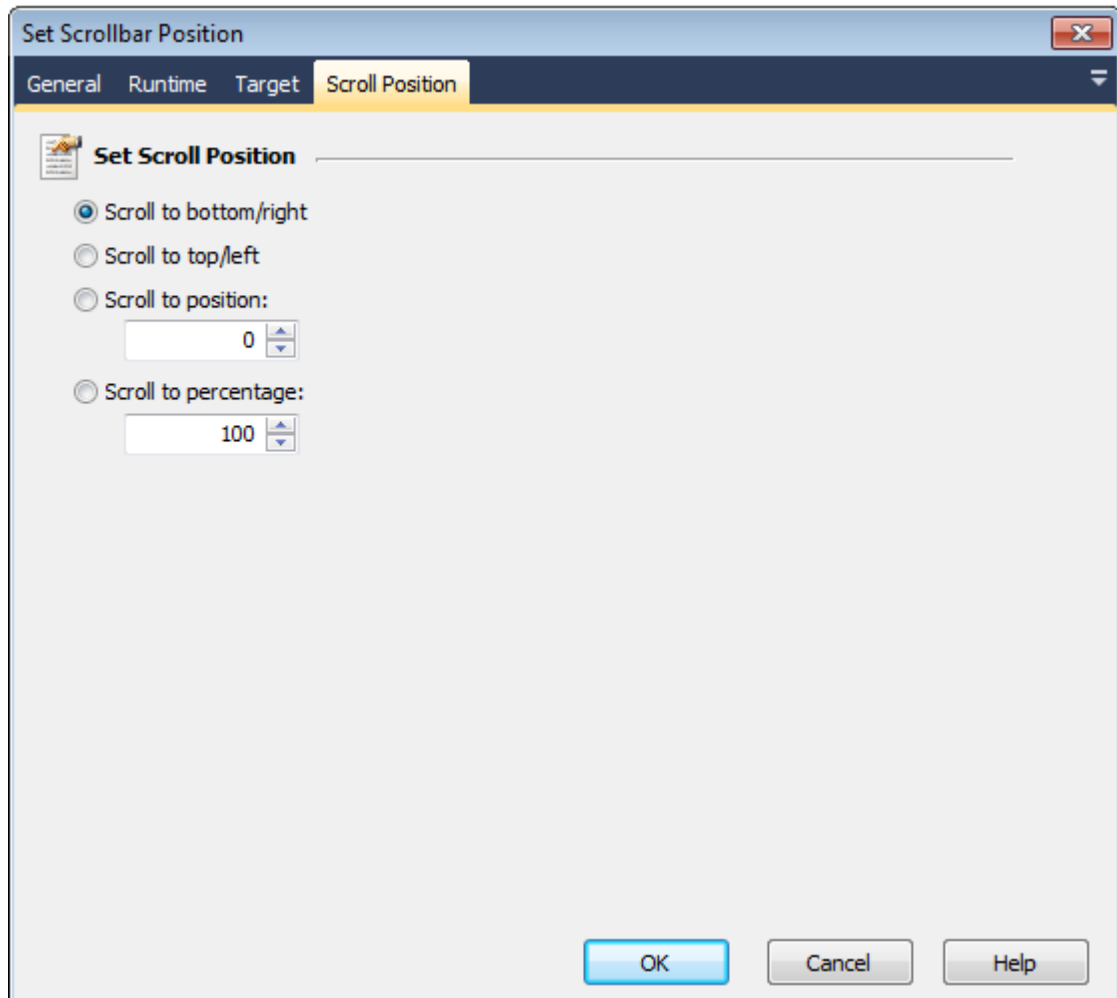 Set Scrollbar Position
General Runtime Target Scroll Position
Set Scroll Position
Scroll to bottom/right
Scroll to top/left
Scroll to position:
0
Scroll to percentage:
100
OK Cancel Help